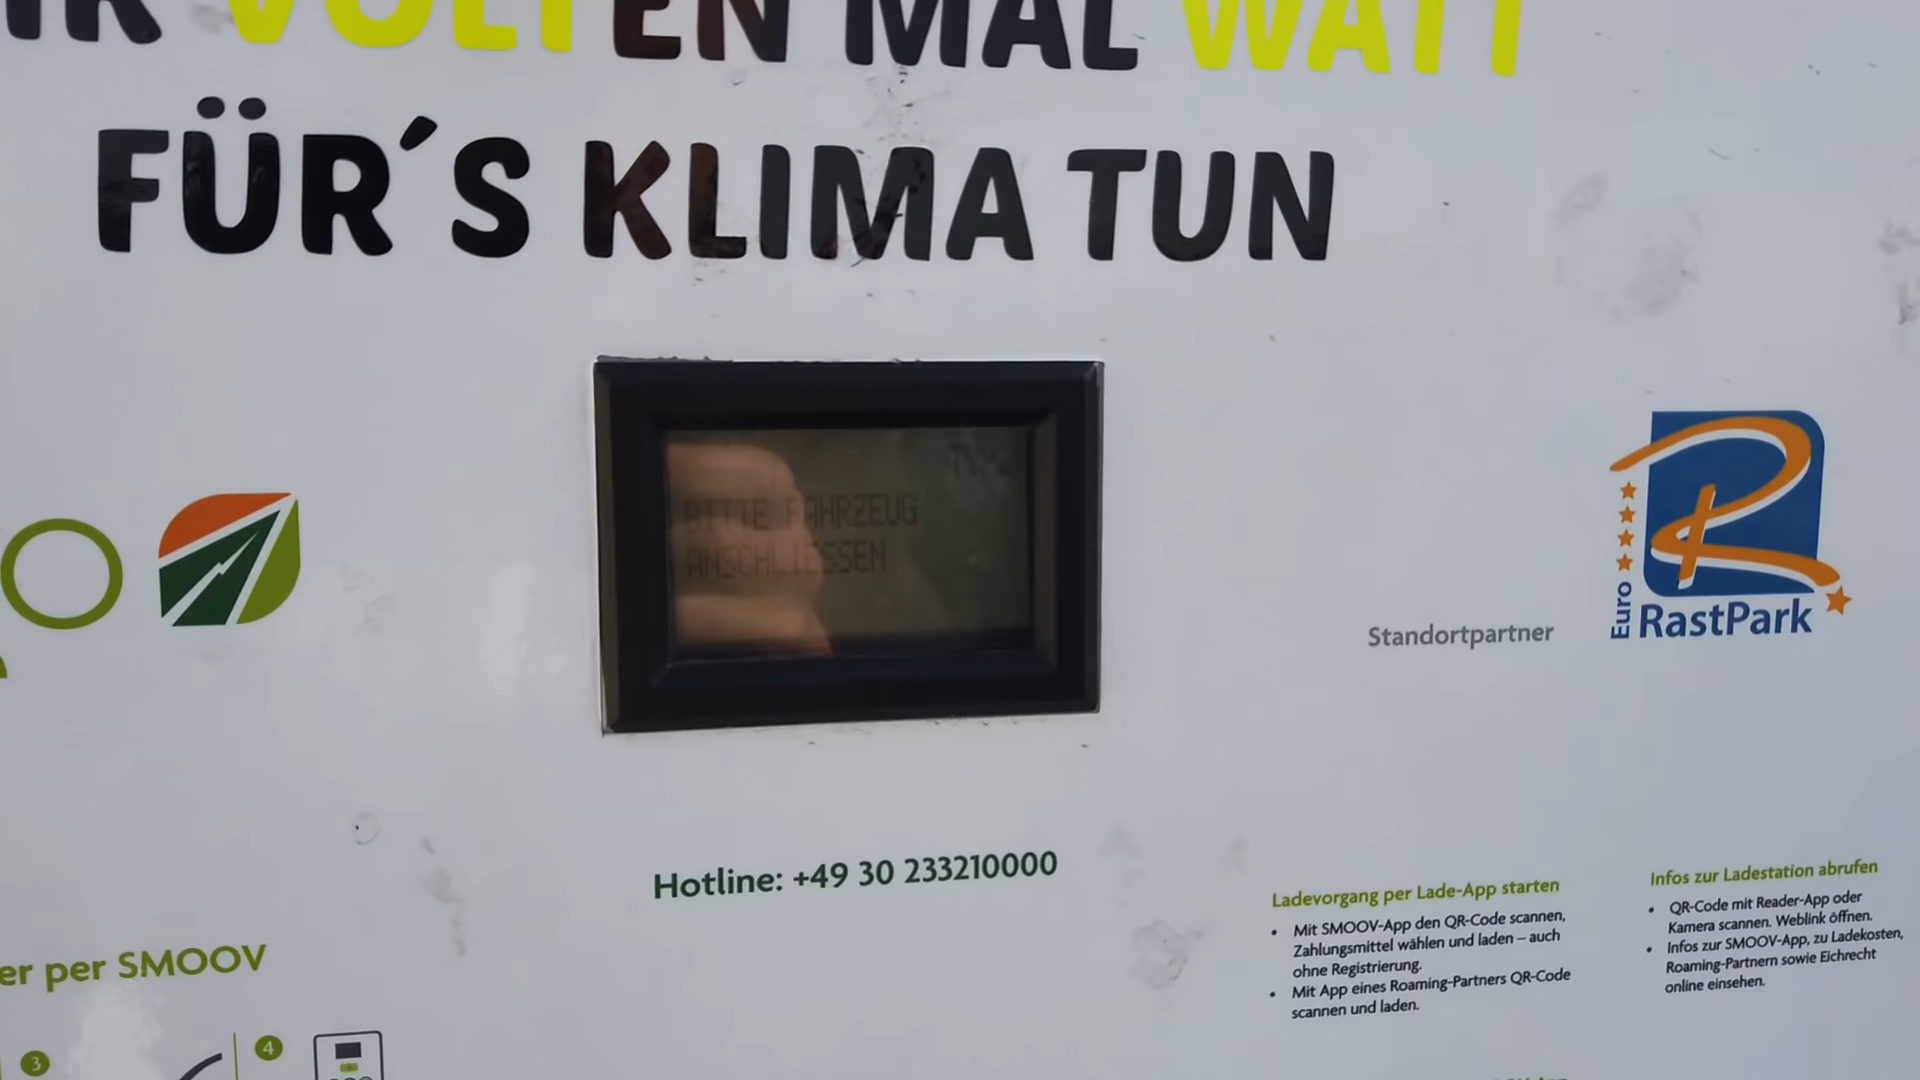 VOLTEN MAL WATT
FÜR´S KLIMA TUN
BITTE FAHRZEUG
ANSCHLIESSEN
Standortpartner
Euro
RastPark
Hotline: +49 30 233210000
Ladevorgang per Lade-App starten
• Mit SMOOV-App den QR-Code scannen,
Zahlungsmittel wählen und laden – auch
ohne Registrierung.
• Mit App eines Roaming-Partners QR-Code
scannen und laden.
Infos zur Ladestation abrufen
• QR-Code mit Reader-App oder
Kamera scannen. Weblink öffnen.
• Infos zur SMOOV-App, zu Ladekosten,
Roaming-Partnern sowie Eichrecht
online einsehen.
per SMOOV
3
4